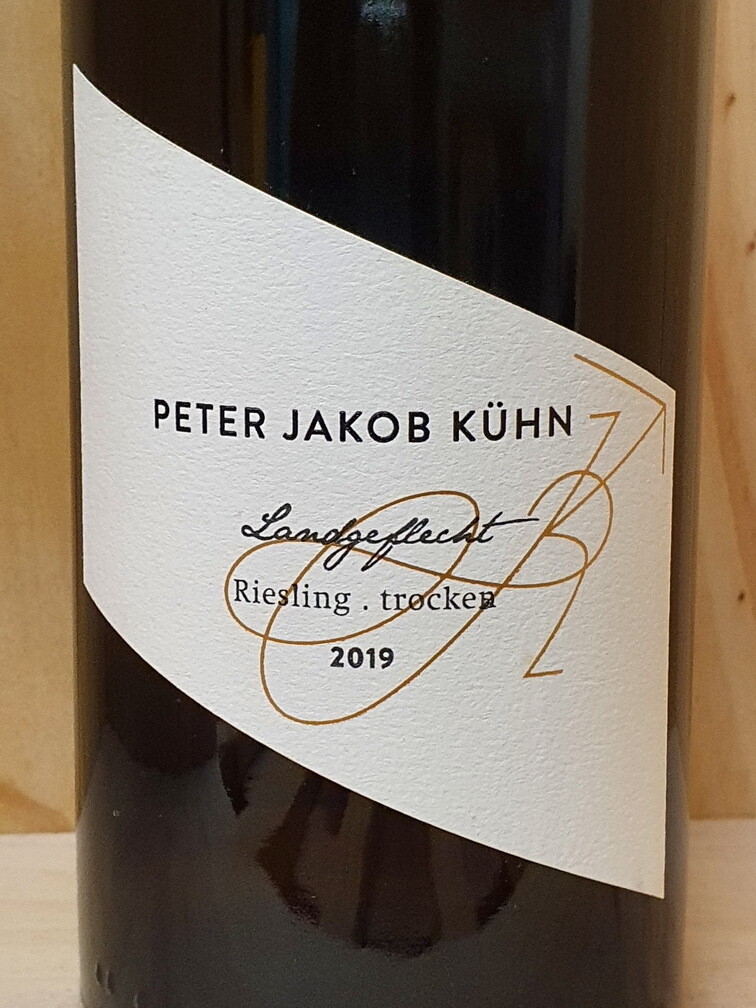 PETER JAKOB KÜHN
Landgeflecht
Riesling . trocken
2019